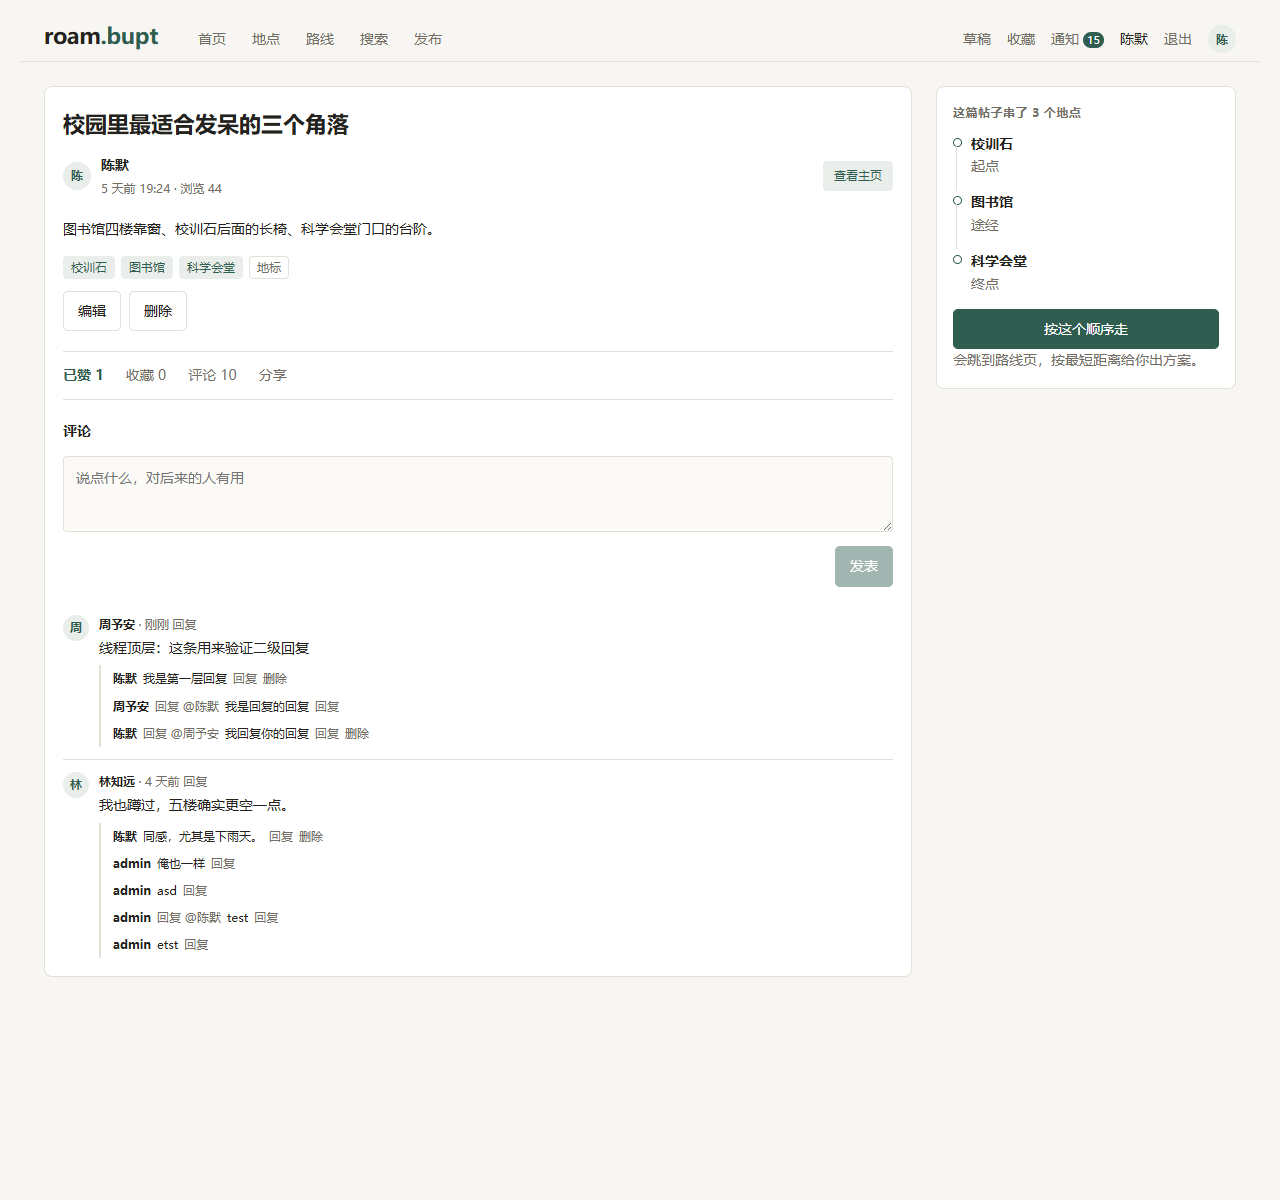 roam.bupt 首页 地点 路线 搜索 发布 草稿 收藏 通知 15 陈默 退出 陈
校园里最适合发呆的三个角落
陈 陈默
5 天前 19:24 · 浏览 44
查看主页
图书馆四楼靠窗、校训石后面的长椅、科学会堂门口的台阶。
校训石 图书馆 科学会堂 地标
编辑 删除
已赞 1 收藏 0 评论 10 分享
评论
说点什么，对后来的人有用
发表
周 周予安 · 刚刚 回复
线程顶层：这条用来验证二级回复
陈默 我是第一层回复 回复 删除
周予安 回复 @陈默 我是回复的回复 回复
陈默 回复 @周予安 我回复你的回复 回复 删除
林 林知远 · 4 天前 回复
我也蹲过，五楼确实更空一点。
陈默 同感，尤其是下雨天。 回复 删除
admin 俺也一样 回复
admin asd 回复
admin 回复 @陈默 test 回复
admin etst 回复
这篇帖子串了 3 个地点
校训石
起点
图书馆
途经
科学会堂
终点
按这个顺序走
会跳到路线页，按最短距离给你出方案。